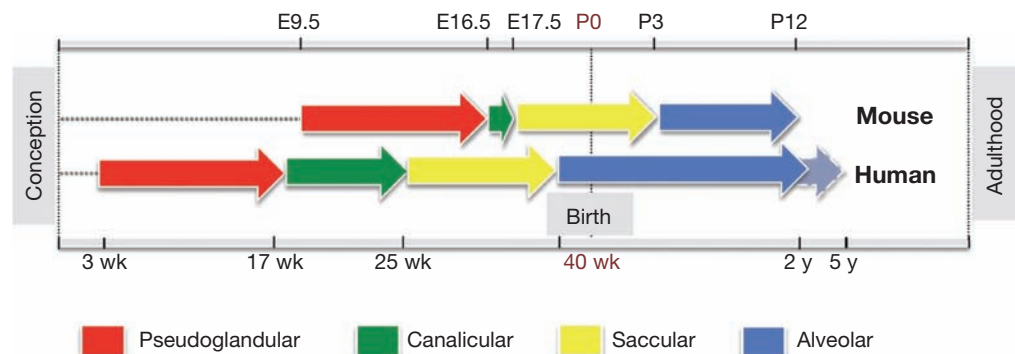 E9.5 E16.5 E17.5 P0 P3 P12
Conception
Mouse
Human
Adulthood
Birth
3 wk 17 wk 25 wk 40 wk 2 y 5 y
Pseudoglandular Canalicular Saccular Alveolar